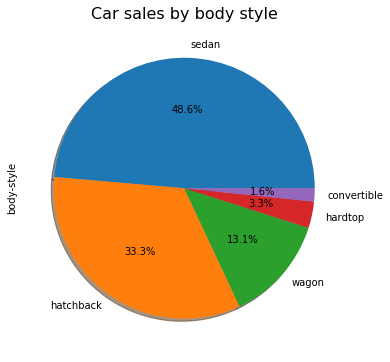 Car sales by body style
sedan
48.6%
body-style
1.6%
convertible
3.3%
hardtop
13.1%
33.3%
wagon
hatchback